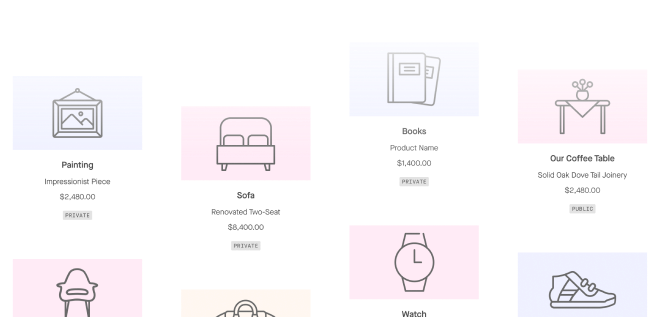 Painting
Impressionist Piece
$2,480.00
PRIVATE
Sofa
Renovated Two-Seat
$8,400.00
PRIVATE
Books
Product Name
$1,400.00
PRIVATE
Watch
Our Coffee Table
Solid Oak Dove Tail Joinery
$2,480.00
PUBLIC